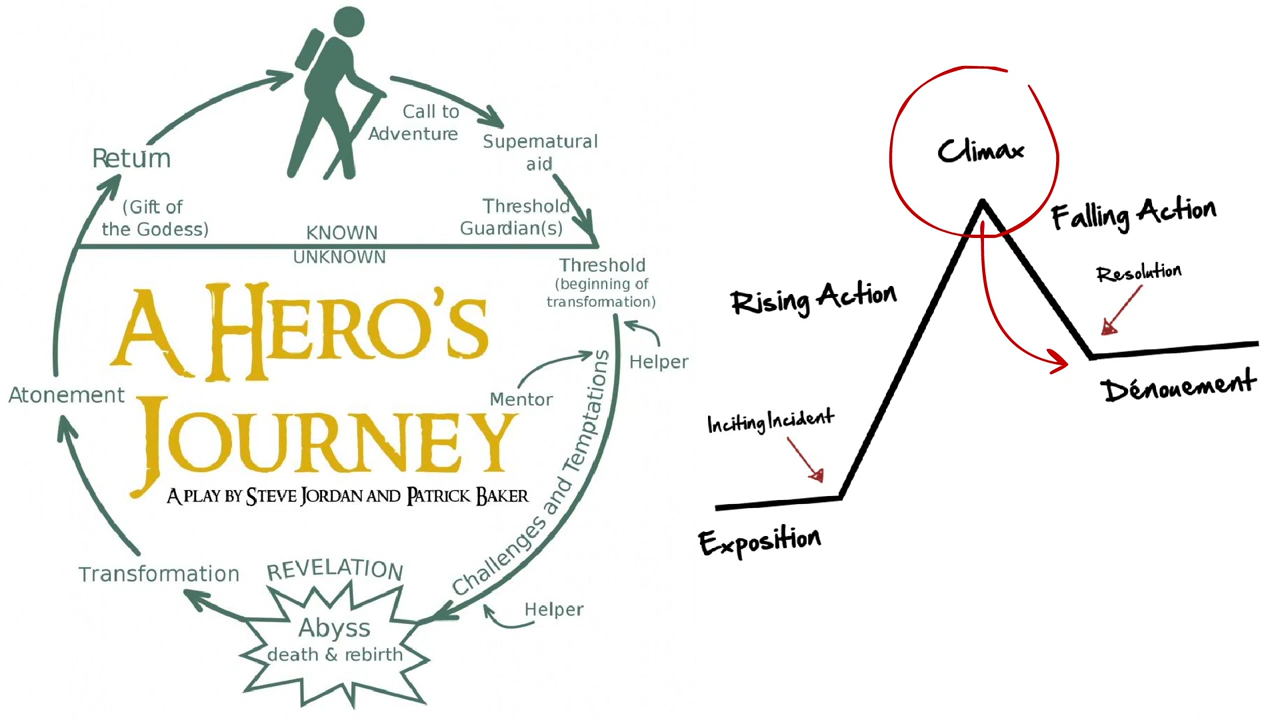 Call to
Adventure
Supernatural
aid
Return
(Gift of
the Godess)
Threshold
Guardian(s)
KNOWN
UNKNOWN
Threshold
(beginning of
transformation)
Helper
A HERO'S
JOURNEY
A PLAY BY STEVE JORDAN AND PATRICK BAKER
Mentor
Challenges and Temptations
Helper
Atonement
Transformation
REVELATION
Abyss
death & rebirth
Climax
Falling Action
Resolution
Rising Action
Dénouement
Inciting Incident
Exposition